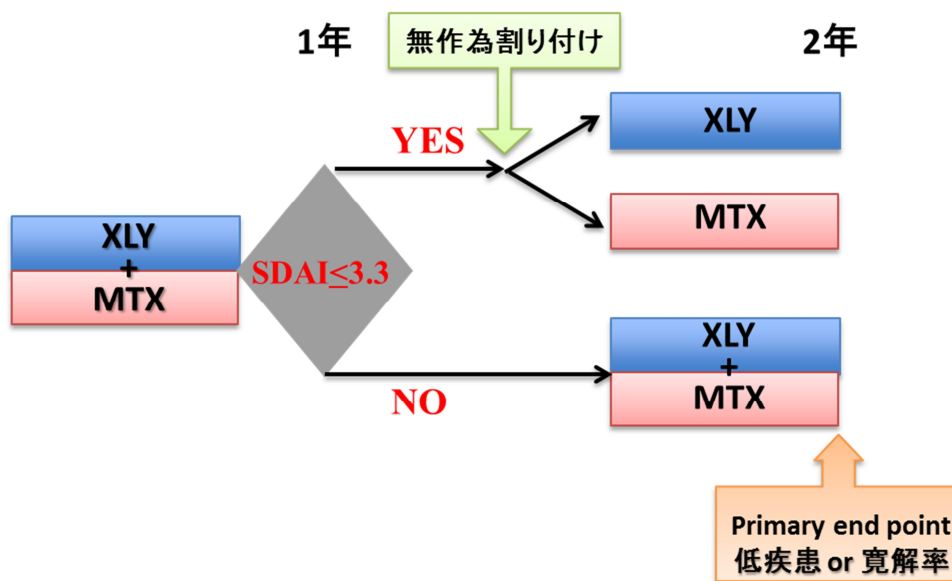 1年
無作為割り付け
2年
XLY
YES
MTX
XLY
+
MTX
SDAI≤3.3
NO
XLY
+
MTX
Primary end point
低疾患 or 寛解率